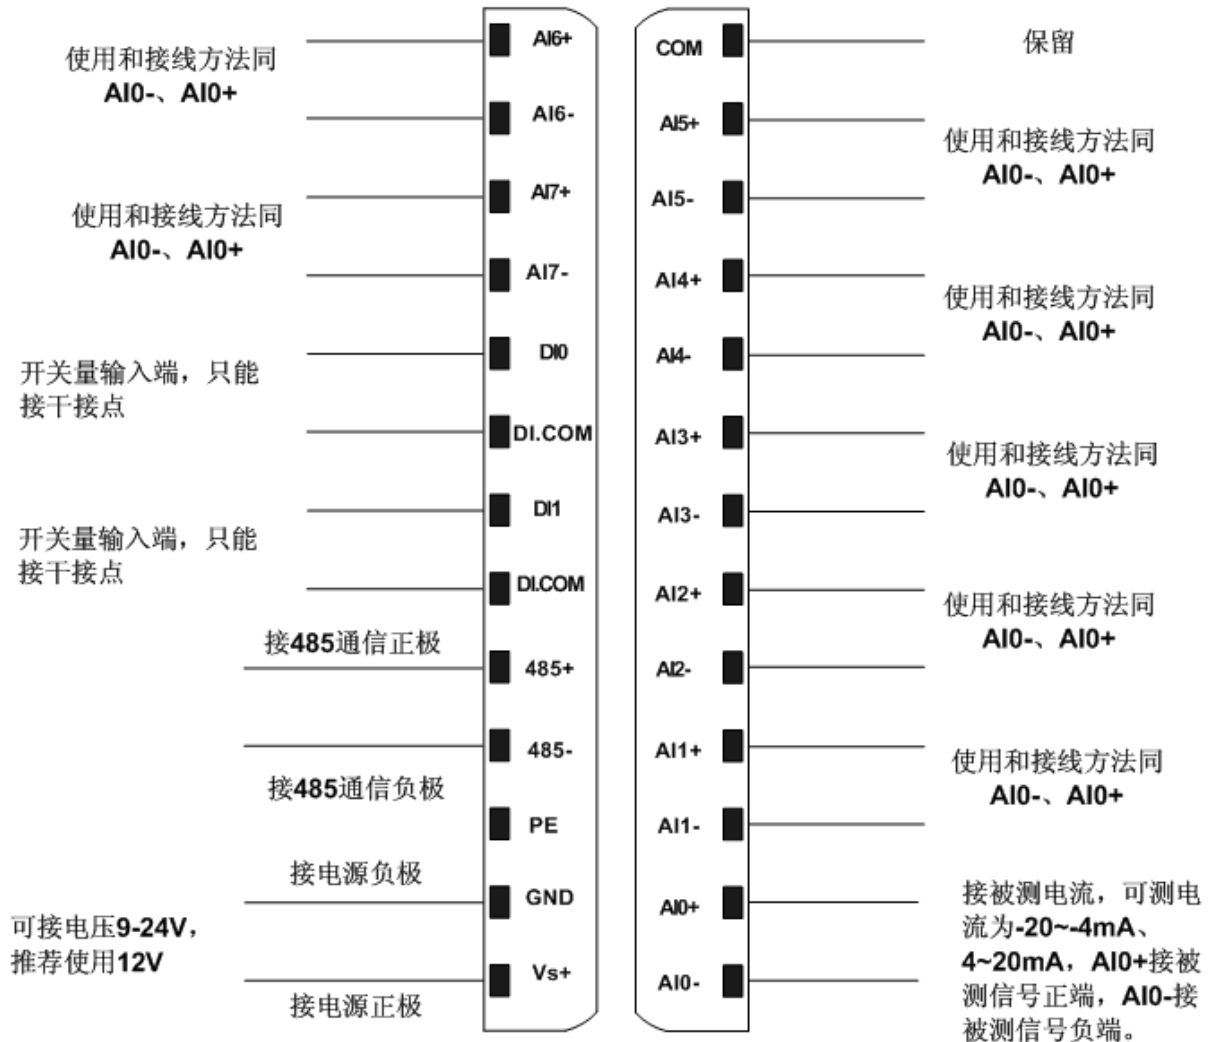 使用和接线方法同
AI0-、AI0+
AI6+
AI6-
使用和接线方法同
AI0-、AI0+
AI7+
AI7-
开关量输入端，只能
接干接点
DI0
DI.COM
开关量输入端，只能
接干接点
DI1
DI.COM
接485通信正极
485+
485-
接485通信负极
PE
接电源负极
GND
可接电压9-24V，
推荐使用12V
Vs+
接电源正极
COM
保留
AI5+
AI5-
使用和接线方法同
AI0-、AI0+
AI4+
AI4-
使用和接线方法同
AI0-、AI0+
AI3+
AI3-
使用和接线方法同
AI0-、AI0+
AI2+
AI2-
使用和接线方法同
AI0-、AI0+
AI1+
AI1-
使用和接线方法同
AI0-、AI0+
AI0+
AI0-
接被测电流，可测电
流为-20~-4mA、
4~20mA，AI0+接被
测信号正端，AI0-接
被测信号负端。